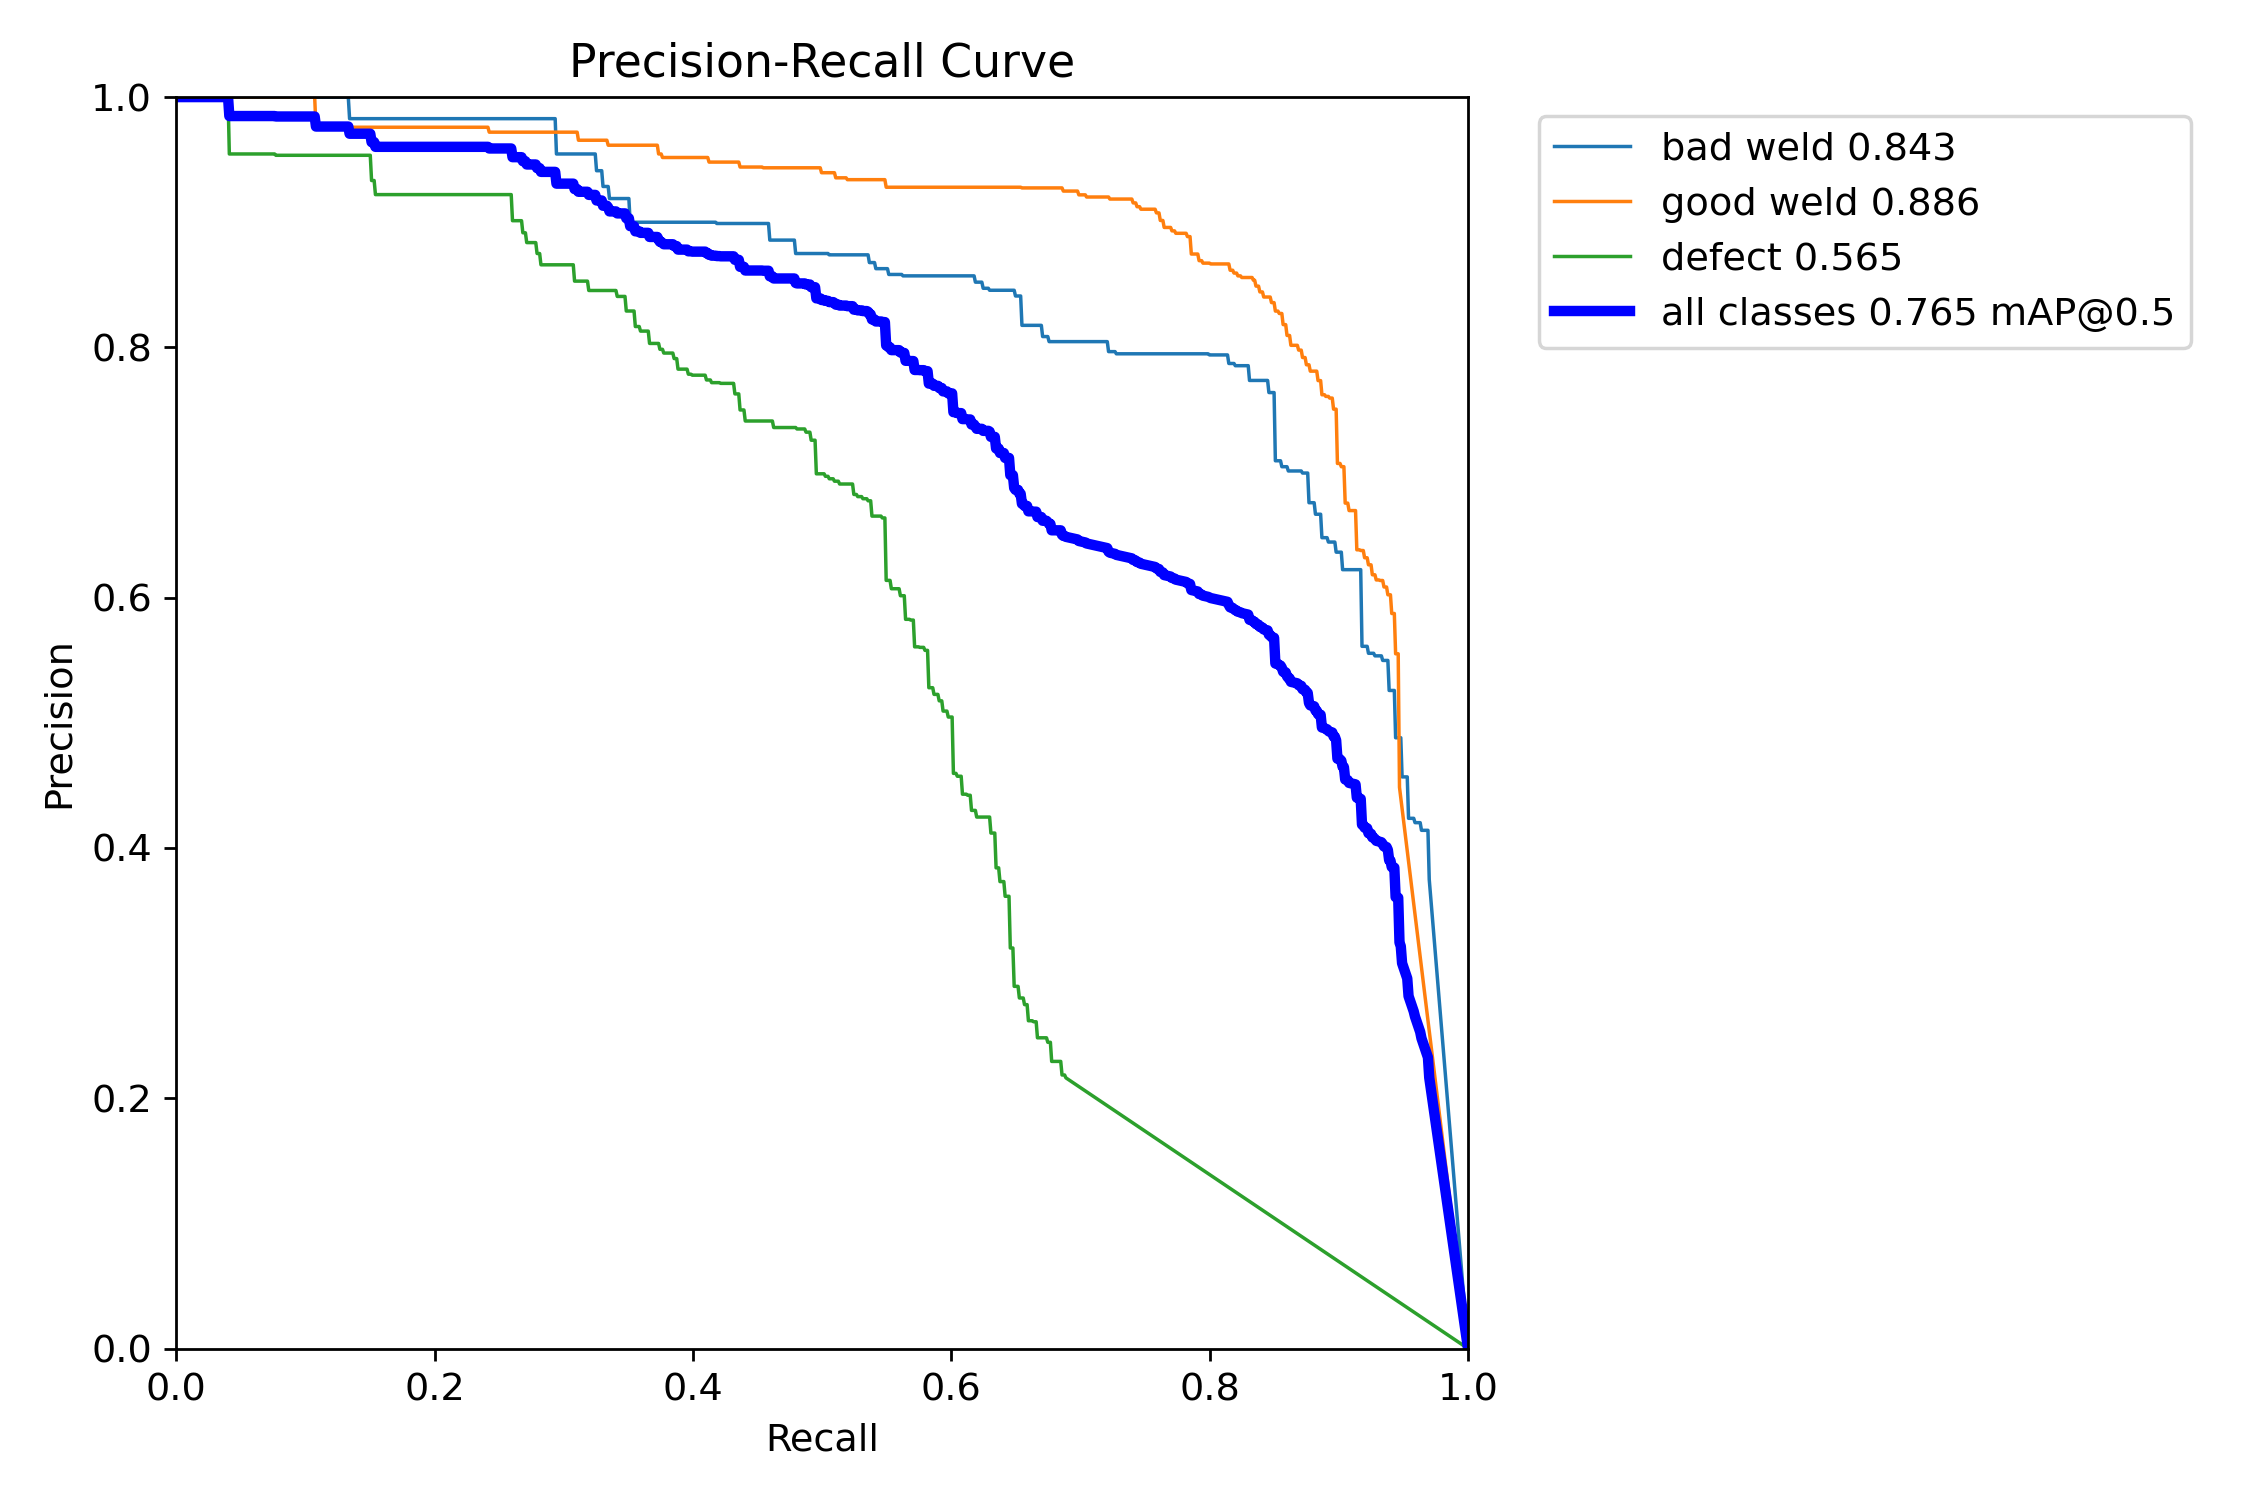 Precision-Recall Curve
1.0
0.8
0.6
0.4
0.2
0.0
Precision
0.0 0.2 0.4 0.6 0.8 1.0
Recall
bad weld 0.843
good weld 0.886
defect 0.565
all classes 0.765 mAP@0.5